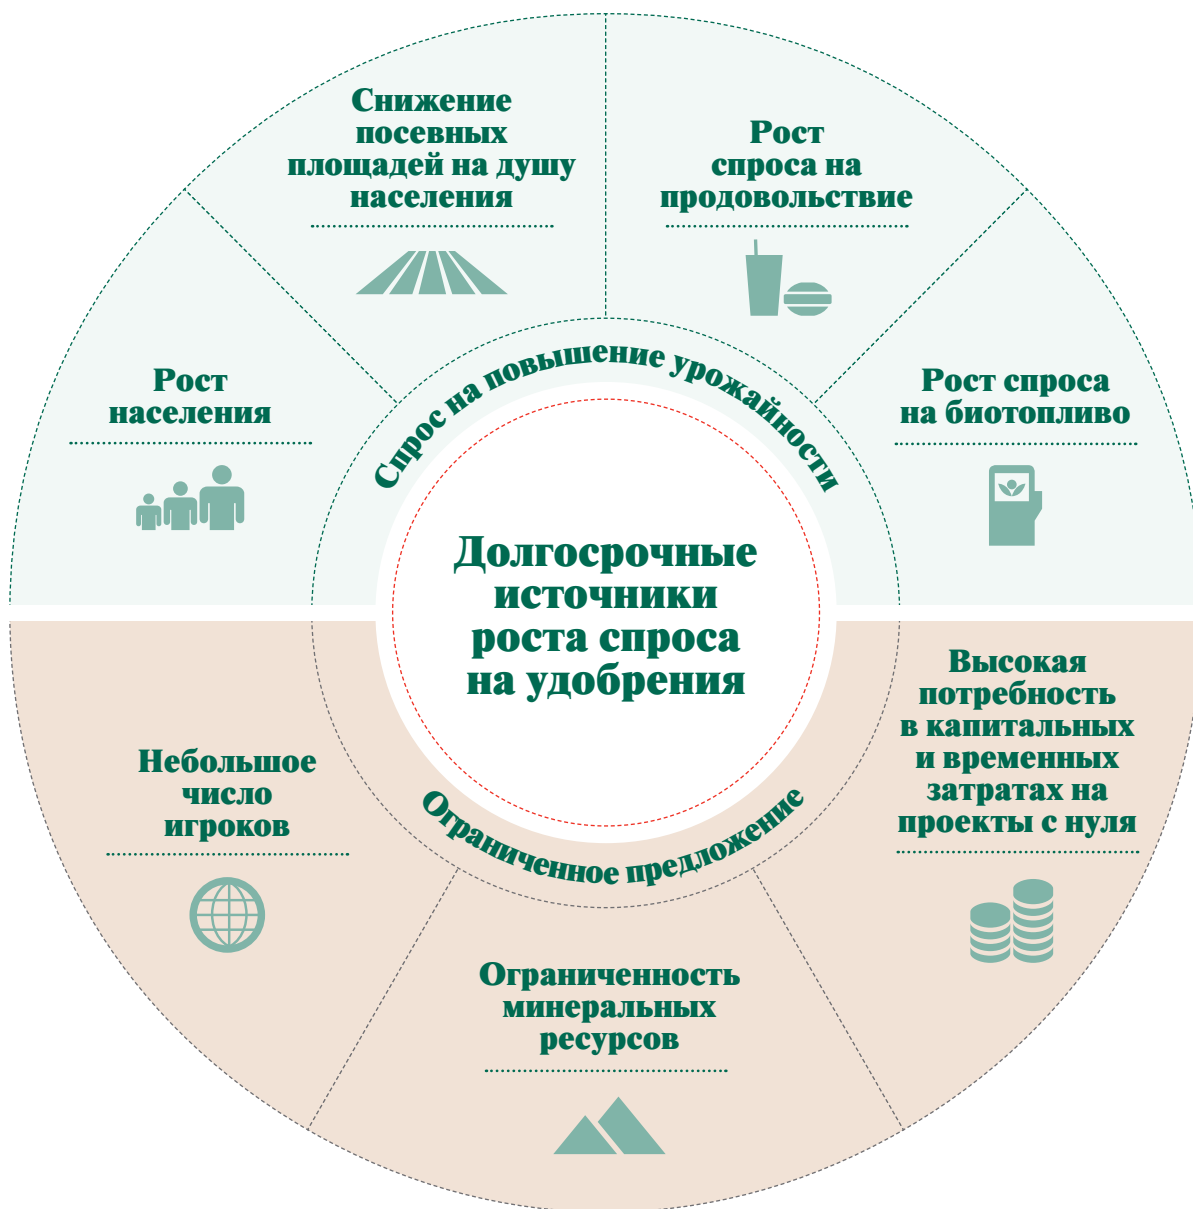 Снижение
посевных
площадей на душу
населения
Рост
спроса на
продовольствие
Рост
населения
Рост спроса
на биотопливо
Спрос на повышение урожайности
Долгосрочные
источники
роста спроса
на удобрения
Ограниченное предложение
Небольшое
число
игроков
Ограниченность
минеральных
ресурсов
Высокая
потребность
в капитальных
и временных
затратах на
проекты с нуля